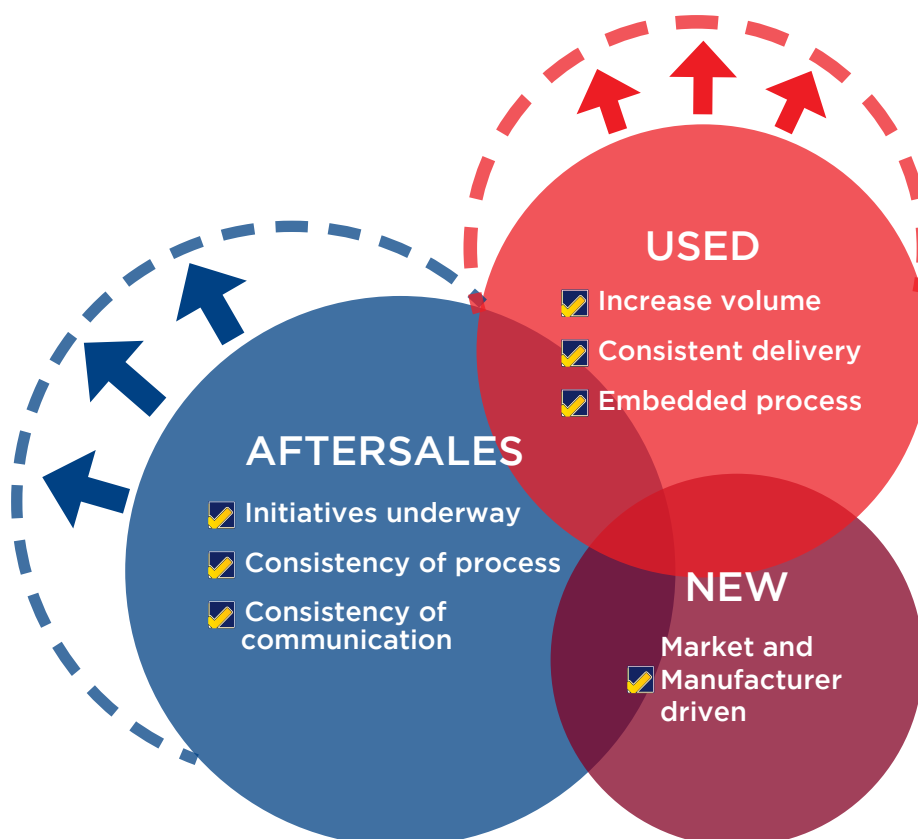 USED
Increase volume
Consistent delivery
Embedded process
AFTERSALES
Initiatives underway
Consistency of process
Consistency of
communication
NEW
Market and
Manufacturer
driven